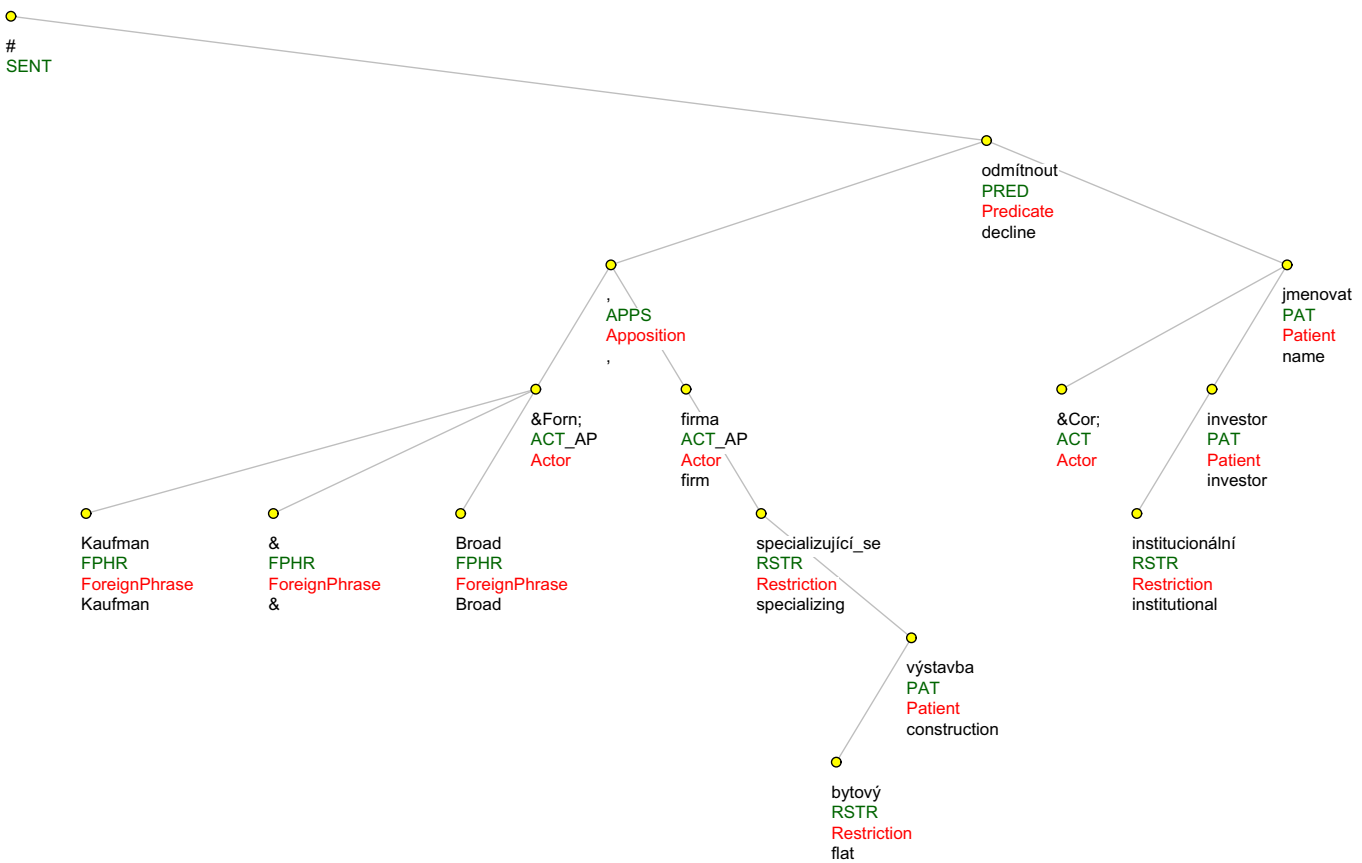 #
SENT
odmítnout
PRED
Predicate
decline
,
APPS
Apposition
,
jmenovat
PAT
Patient
name
&Forn;
ACT_AP
Actor
firma
ACT_AP
Actor
firm
&Cor;
ACT
Actor
investor
PAT
Patient
investor
Kaufman
FPHR
ForeignPhrase
Kaufman
&
FPHR
ForeignPhrase
&
Broad
FPHR
ForeignPhrase
Broad
specializující_se
RSTR
Restriction
specializing
institucionální
RSTR
Restriction
institutional
výstavba
PAT
Patient
construction
bytový
RSTR
Restriction
flat